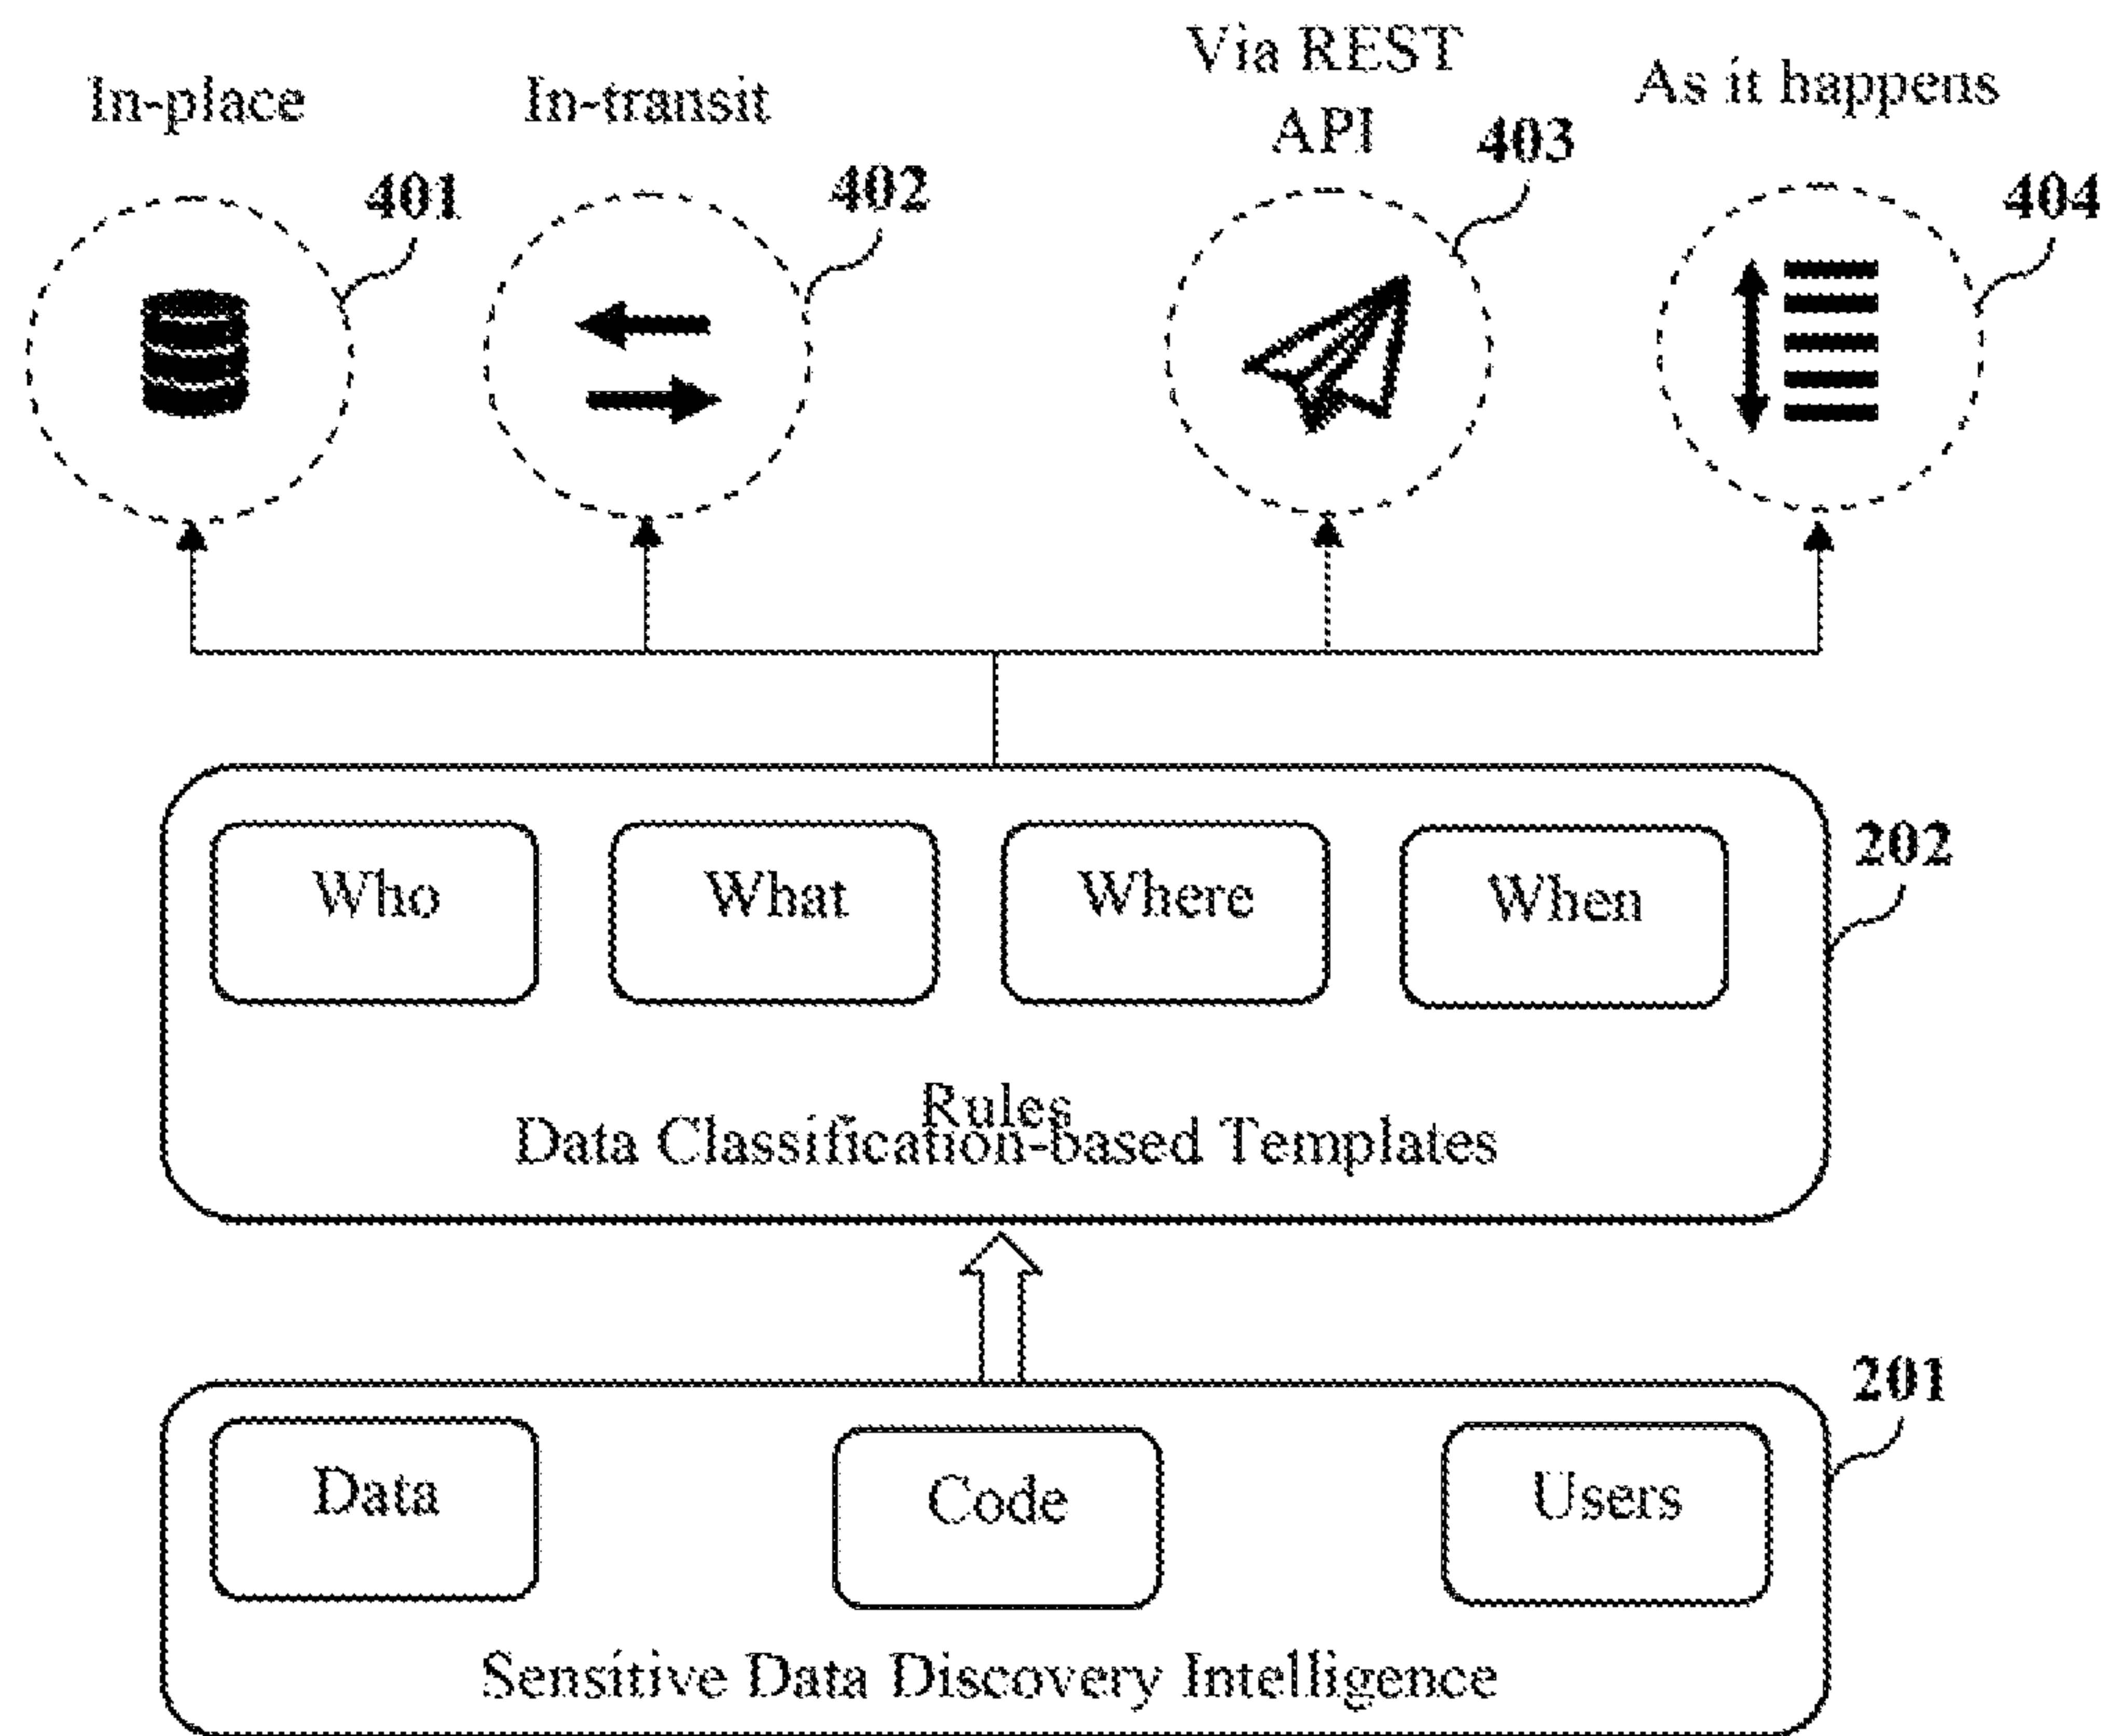 In-place
In-transit
Via REST
API
As it happens
401
402
403
404
Who
What
Where
When
202
Rules
Data Classification-based Templates
201
Data
Code
Users
Sensitive Data Discovery Intelligence